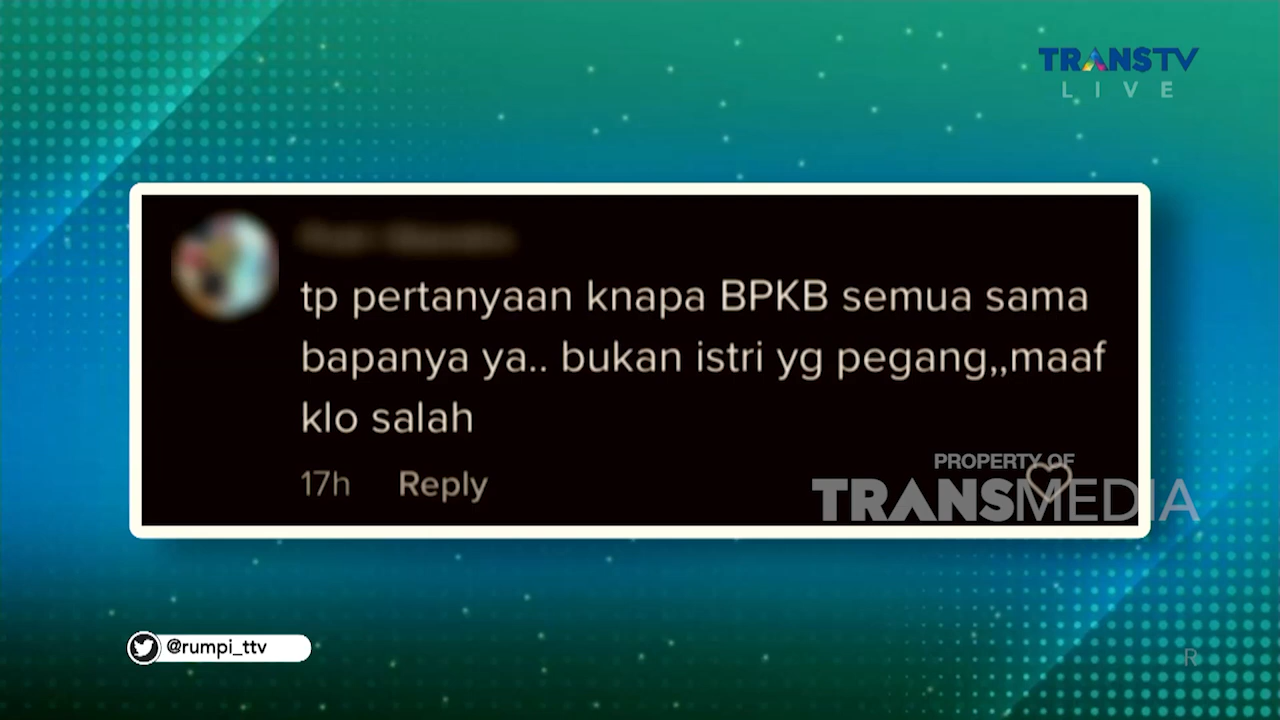 TRANSTV
LIVE
tp pertanyaan knapa BPKB semua sama
bapanya ya.. bukan istri yg pegang,,maaf
klo salah
17h Reply
PROPERTY OF
TRANSMEDIA
@rumpi_ttv
R